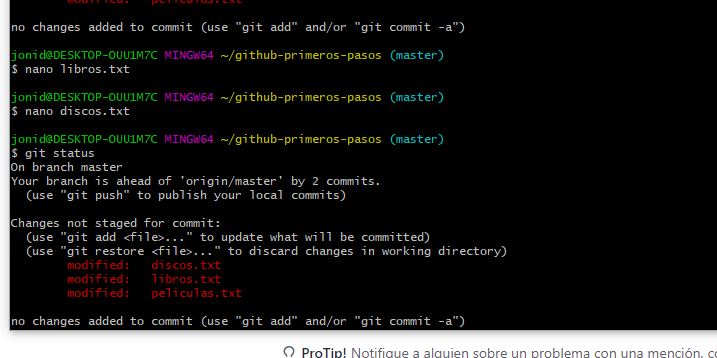 modified: peliculas.txt
no changes added to commit (use "git add" and/or "git commit -a")
jonid@DESKTOP-OUU1M7C MINGW64 ~/github-primeros-pasos (master)
$ nano libros.txt
jonid@DESKTOP-OUU1M7C MINGW64 ~/github-primeros-pasos (master)
$ nano discos.txt
jonid@DESKTOP-OUU1M7C MINGW64 ~/github-primeros-pasos (master)
$ git status
On branch master
Your branch is ahead of 'origin/master' by 2 commits.
(use "git push" to publish your local commits)
Changes not staged for commit:
(use "git add <file>..." to update what will be committed)
(use "git restore <file>..." to discard changes in working directory)
modified: discos.txt
modified: libros.txt
modified: peliculas.txt
no changes added to commit (use "git add" and/or "git commit -a")
ProTip! Notifique a alguien sobre un problema con una mención, co